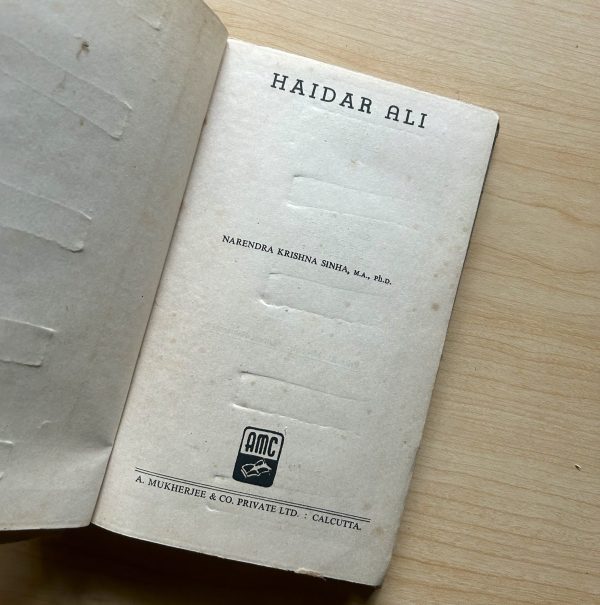 HAIDAR ALI
NARENDRA KRISHNA SINHA, M.A., Ph.D.
AMC
A. MUKHERJEE & CO. PRIVATE LTD. : CALCUTTA.